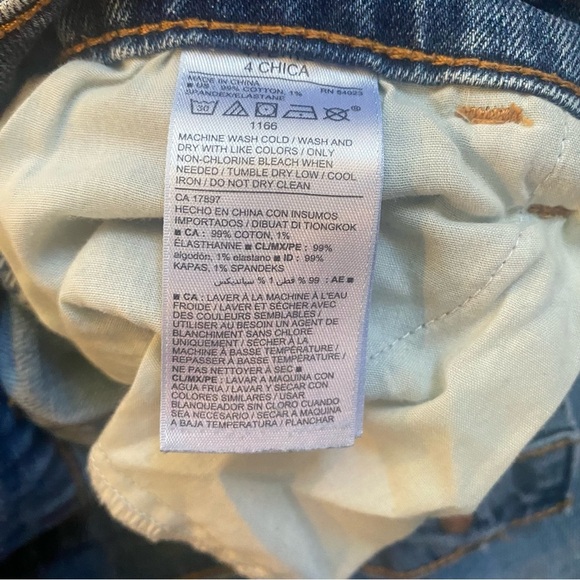 4 CHICA
MADE IN CHINA RN 54023
■ US : 99% COTTON, 1%
SPANDEX/ELASTANE
30
1166
MACHINE WASH COLD / WASH AND
DRY WITH LIKE COLORS / ONLY
NON-CHLORINE BLEACH WHEN
NEEDED / TUMBLE DRY LOW / COOL
IRON / DO NOT DRY CLEAN
CA 17897
HECHO EN CHINA CON INSUMOS
IMPORTADOS / DIBUAT DI TIONGKOK
■ CA : 99% COTON, 1%
ÉLASTHANNE ■ CL/MX/PE : 99%
algodón, 1% elastano ■ ID : 99%
KAPAS, 1% SPANDEKS
■ AE : 99 % قطن 1 % سباندكس
■ CA : LAVER À LA MACHINE À L'EAU
FROIDE / LAVER ET SÉCHER AVEC
DES COULEURS SEMBLABLES /
UTILISER AU BESOIN UN AGENT DE
BLANCHIMENT SANS CHLORE
UNIQUEMENT / SÉCHER À LA
MACHINE À BASSE TEMPÉRATURE /
REPASSER À BASSE TEMPÉRATURE /
NE PAS NETTOYER À SEC ■
CL/MX/PE : LAVAR A MAQUINA CON
AGUA FRIA / LAVAR Y SECAR CON
COLORES SIMILARES / USAR
BLANQUEADOR SIN CLORO CUANDO
SEA NECESARIO / SECAR A MAQUINA
A BAJA TEMPERATURA / PLANCHAR